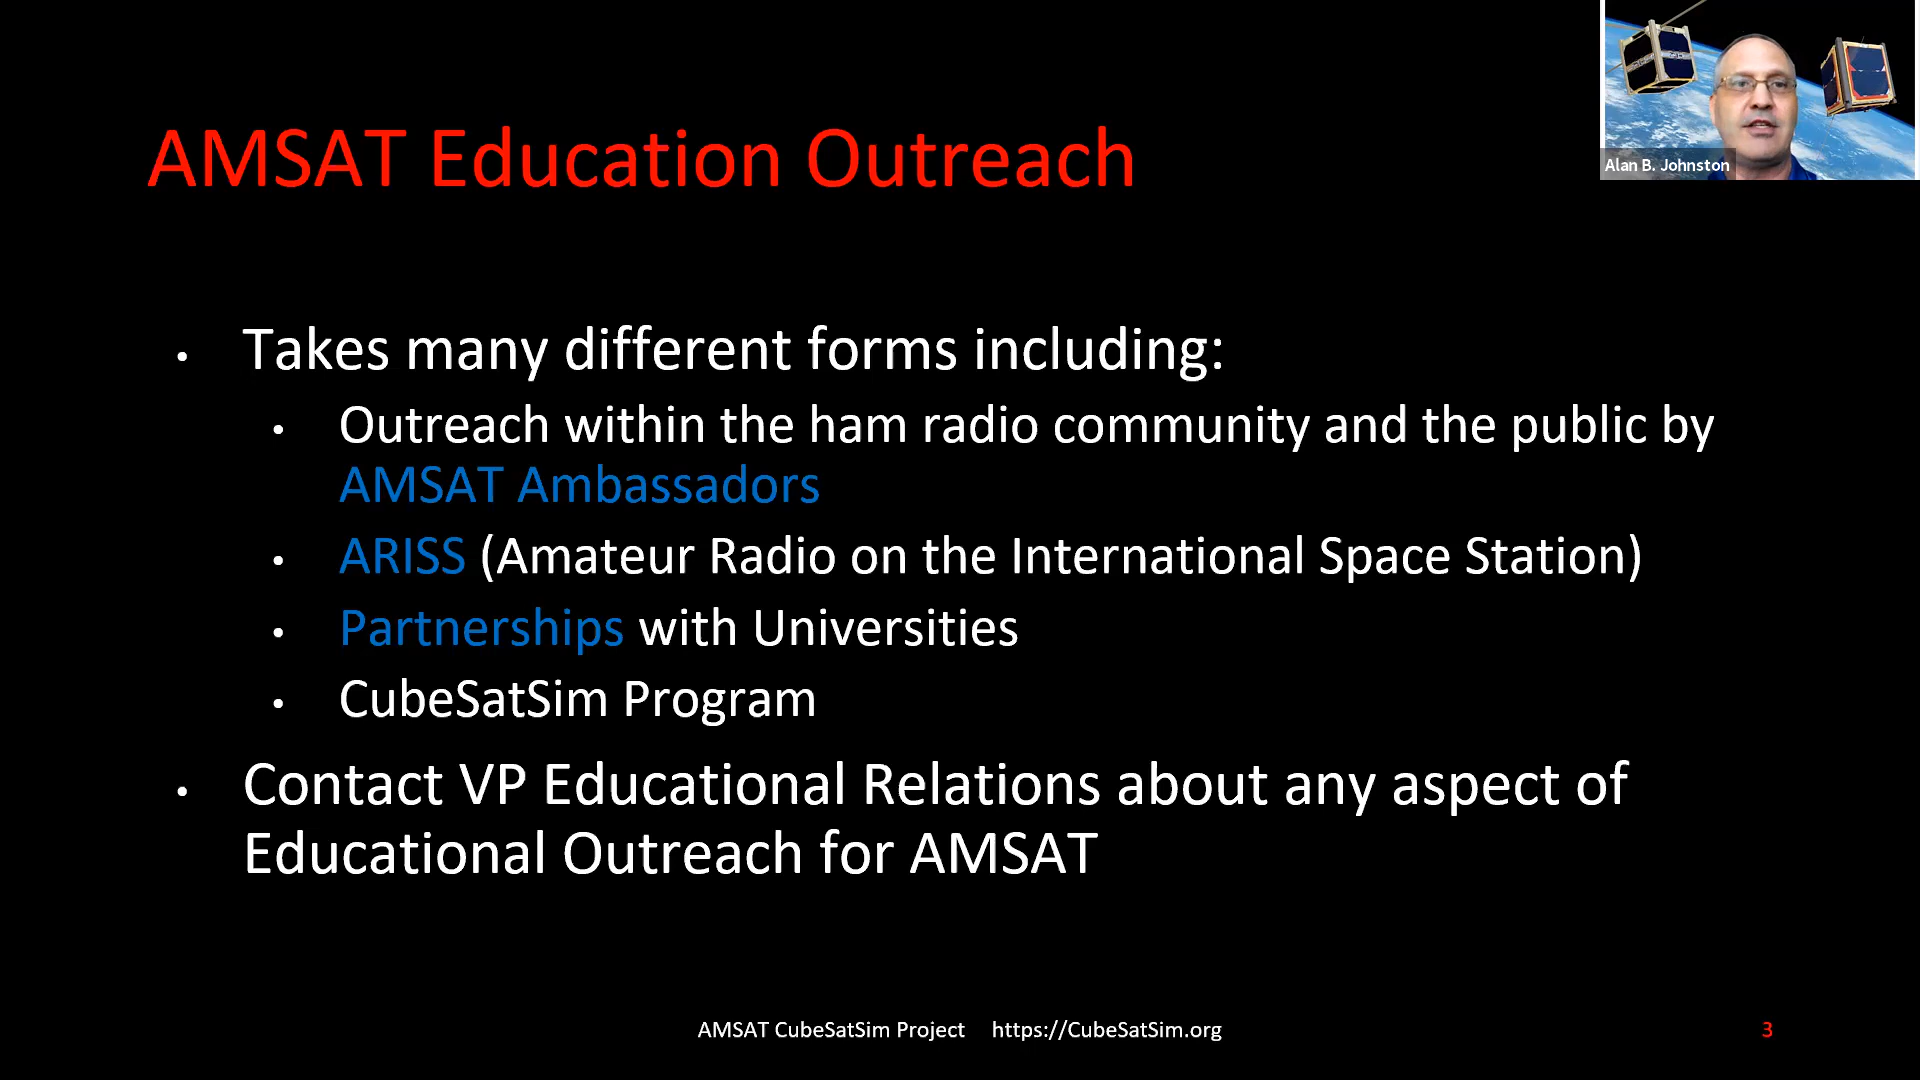 AMSAT Education Outreach
Alan B. Johnston
• Takes many different forms including:
• Outreach within the ham radio community and the public by
AMSAT Ambassadors
• ARISS (Amateur Radio on the International Space Station)
• Partnerships with Universities
• CubeSatSim Program
• Contact VP Educational Relations about any aspect of
Educational Outreach for AMSAT
AMSAT CubeSatSim Project https://CubeSatSim.org
3